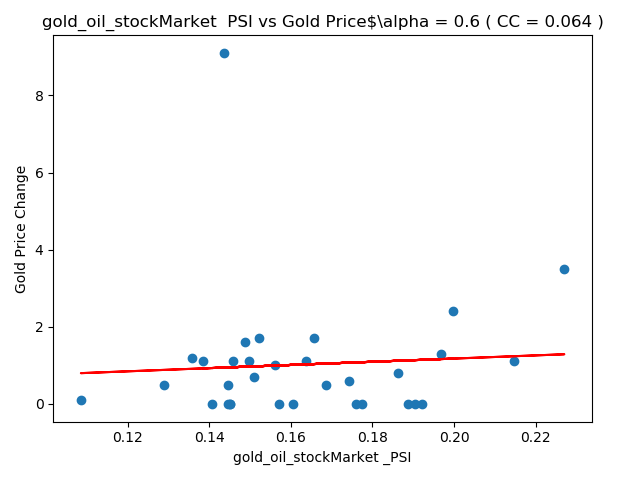 gold_oil_stockMarket  PSI vs Gold Price$\alpha = 0.6 ( CC = 0.064 )
Gold Price Change
8
6
4
2
0
0.12 0.14 0.16 0.18 0.20 0.22
gold_oil_stockMarket _PSI